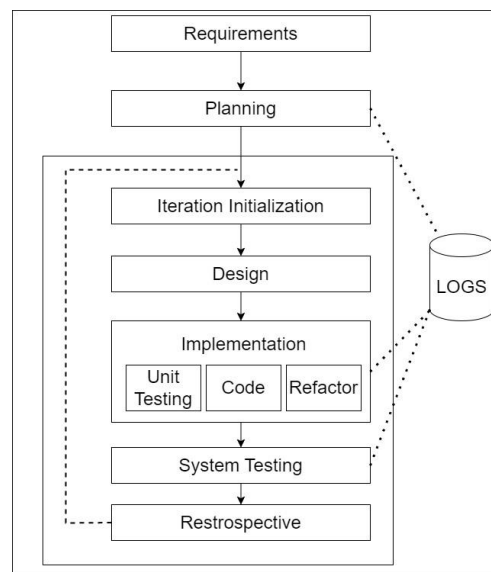 Requirements
Planning
Iteration Initialization
Design
LOGS
Implementation
Unit
Testing
Code
Refactor
System Testing
Restrospective